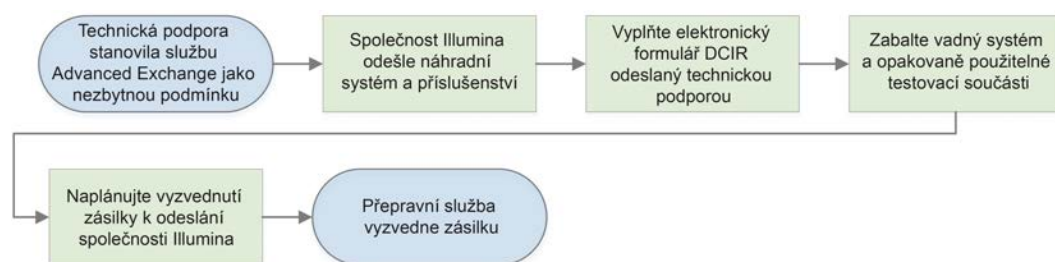 Technická podpora
stanovila službu
Advanced Exchange jako
nezbytnou podmínku
Společnost Illumina
odešle náhradní
systém a příslušenství
Vyplňte elektronický
formulář DCIR
odeslaný technickou
podporou
Zabalte vadný systém
a opakovaně použitelné
testovací součásti
Naplánujte vyzvednutí
zásilky k odeslání
společnosti Illumina
Přepravní služba
vyzvedne zásilku